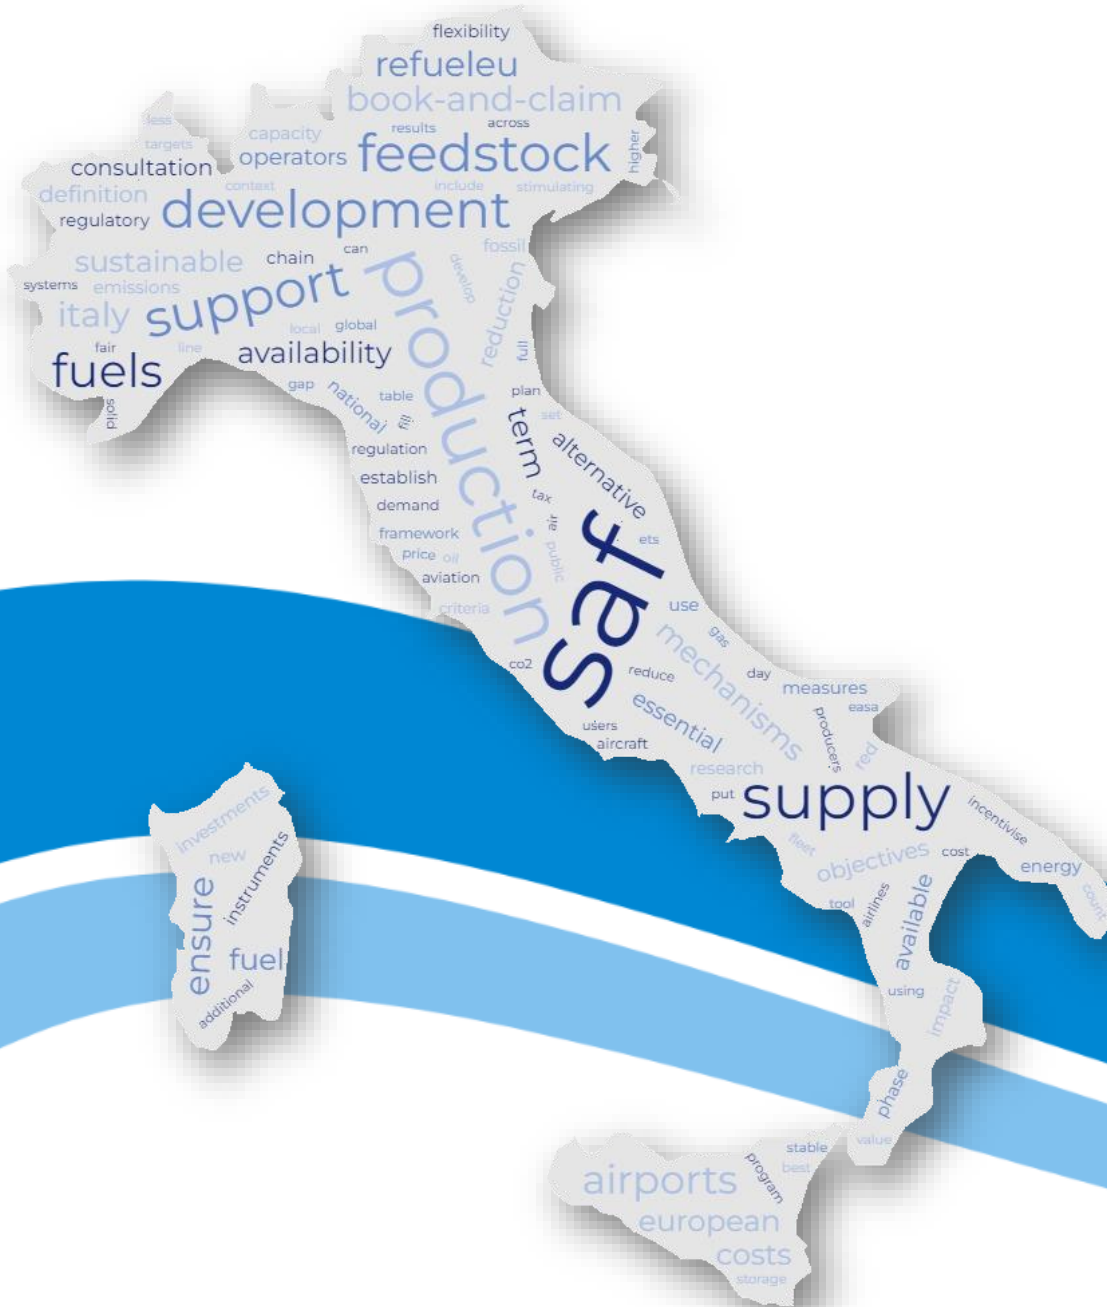 flexibility
refueleu
book-and-claim
less
targets
capacity
results
across
higher
consultation
operators
feedstock
definition
context
include
stimulating
regulatory
development
sustainable
chain
can
fossil
systems
emissions
support
production
develop
reduction
italy
local
global
fair
line
availability
full
fuels
solid
gap
national
table
plan
set
term
alternative
regulation
establish
demand
tax
air
framework
public
ets
price
oil
saf
aviation
criteria
use
gas
mechanisms
co2
reduce
day
measures
easa
essential
producers
red
users
aircraft
research
put
supply
incentivise
investments
new
instruments
ensure
fuel
additional
fleet
objectives
cost
energy
count
tool
airlines
available
using
impact
phase
value
stable
best
program
airports
european
costs
storage